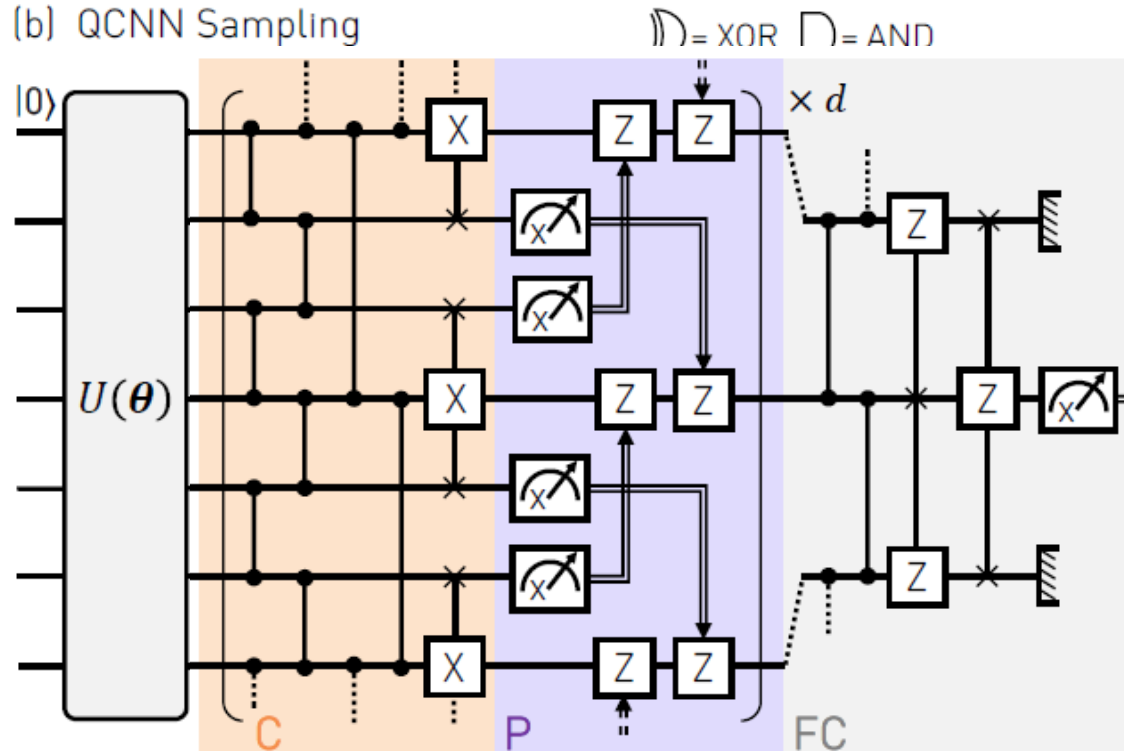 (b) QCNN Sampling
= XOR = AND
|0⟩
× d
X
Z Z
X
Z
X
U(θ)
X
Z Z
Z
X
X
X
Z
X
Z Z
C
P
FC